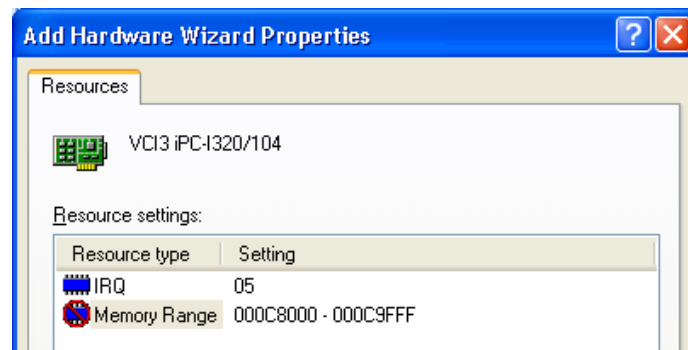 Add Hardware Wizard Properties
Resources
VCI3 iPC-I320/104
Resource settings:
Resource type Setting
IRQ 05
Memory Range 000C8000 - 000C9FFF